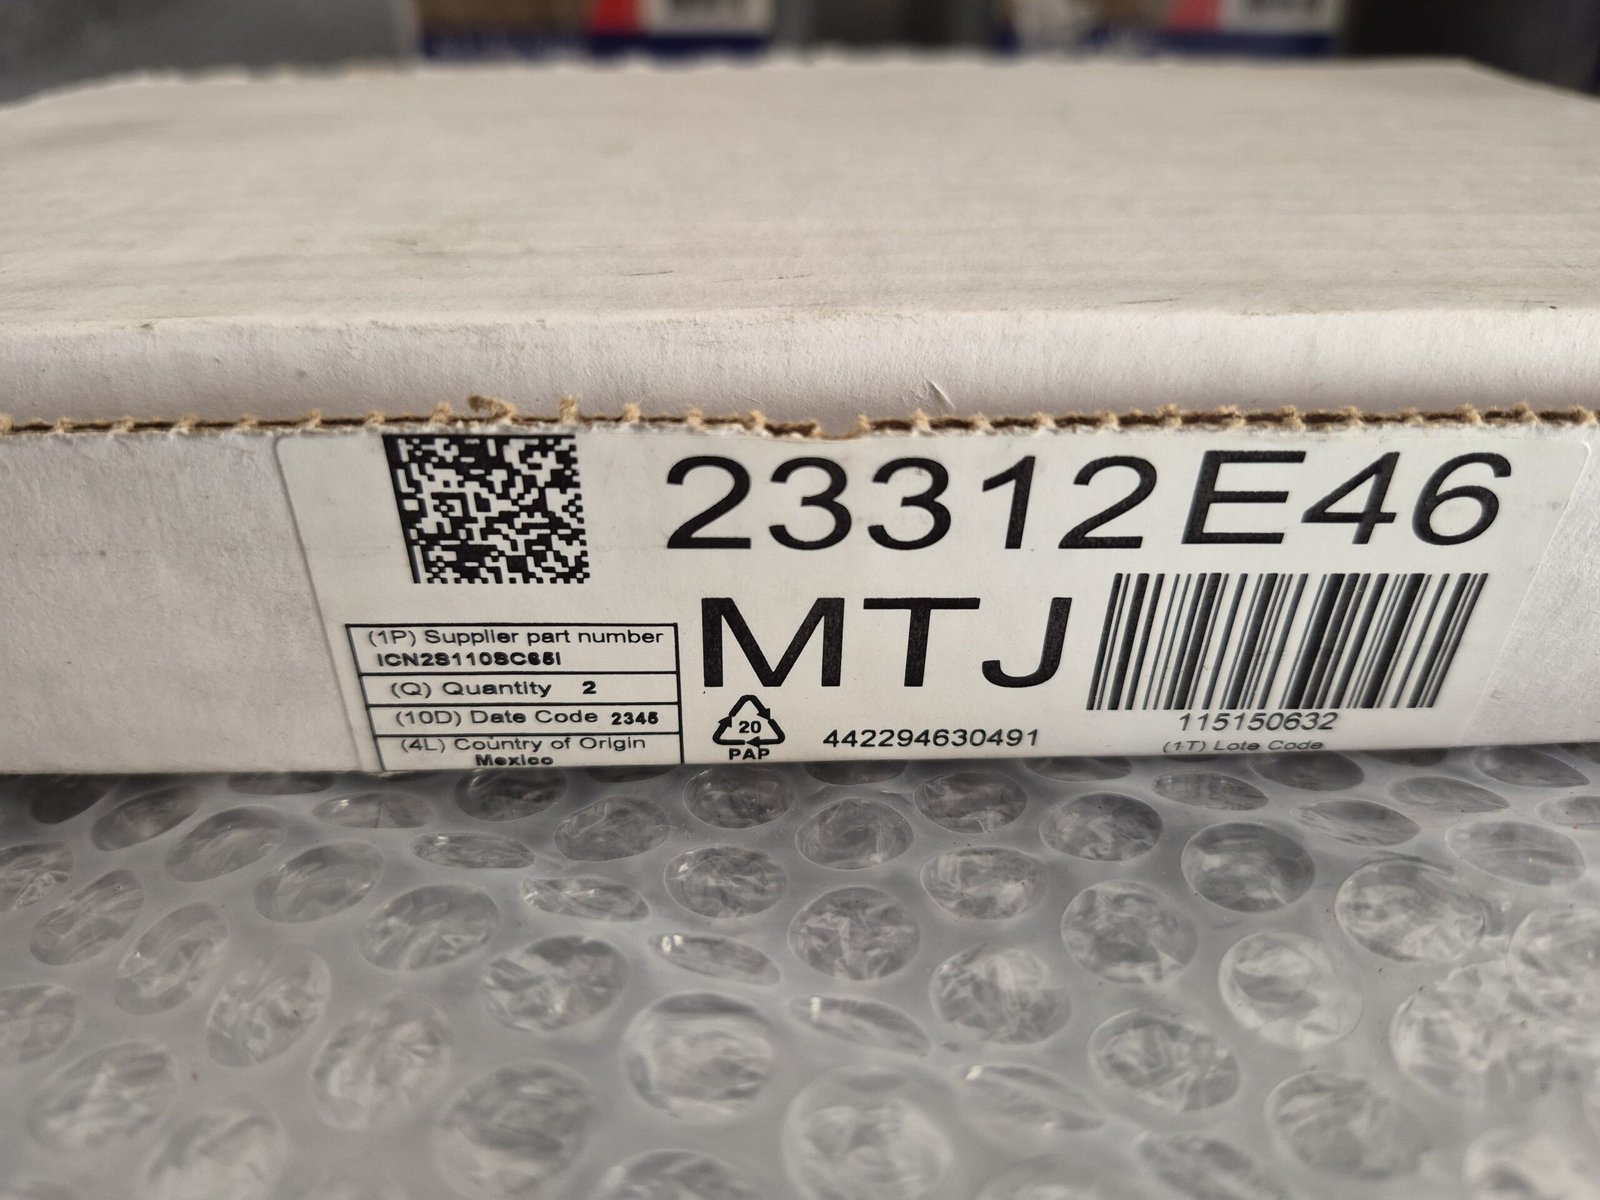 23312E46
MTJ
(1P) Supplier part number
ICN2S110SC65I
(Q) Quantity 2
(10D) Date Code 2345
(4L) Country of Origin
Mexico
20
PAP
442294630491
115150632
(1T) Lote Code